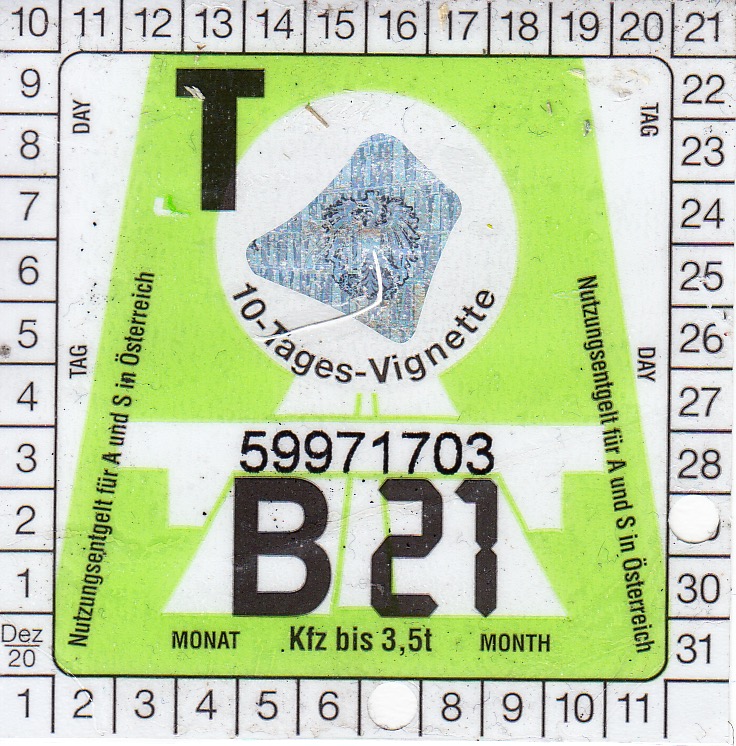 10 11 12 13 14 15 16 17 18 19 20 21
9 22
DAY T TAG
8 23
7 24
6 25
5 26
4 27
3 28
2
1 30
Dez 20 31
Nutzungsentgelt für A und S in Österreich
10-Tages-Vignette
Nutzungsentgelt für A und S in Österreich
TAG DAY
59971703
B 21
MONAT Kfz bis 3,5t MONTH
1 2 3 4 5 6 8 9 10 11